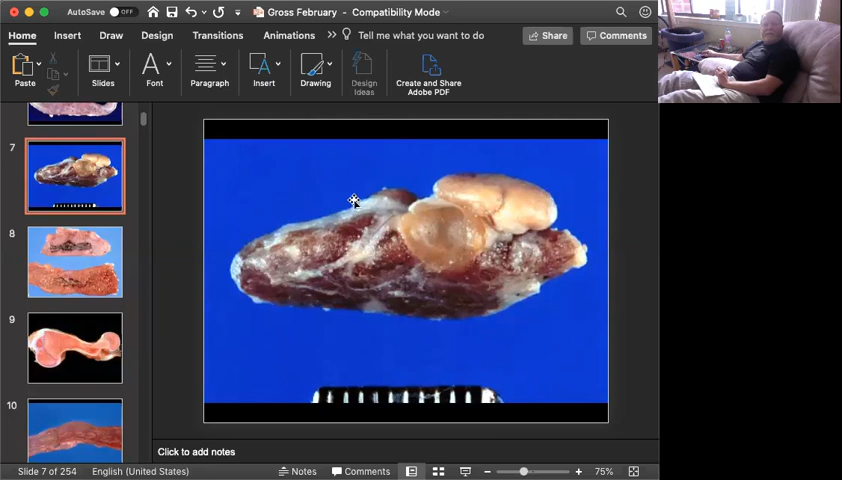 AutoSave OFF Gross February - Compatibility Mode
Home Insert Draw Design Transitions Animations Tell me what you want to do Share Comments
Paste Slides Font Paragraph Insert Drawing Design Ideas Create and Share Adobe PDF
7
8
9
10
Click to add notes
Slide 7 of 254 English (United States) Notes Comments 75%